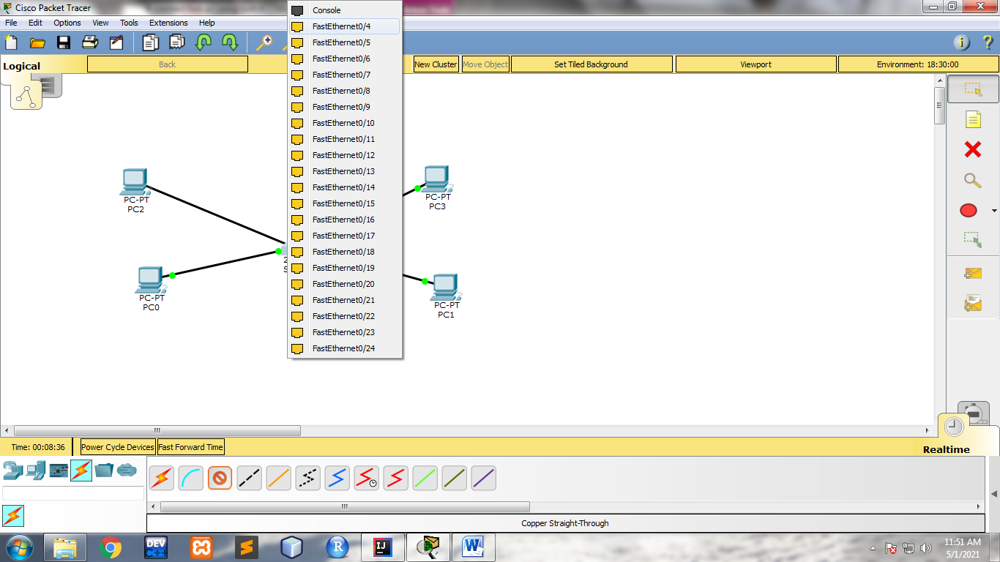 Cisco Packet Tracer
File Edit Options View Tools Extensions Help
Logical
Back
New Cluster
Move Object
Set Tiled Background
Viewport
Environment: 18:30:00
Console
FastEthernet0/4
FastEthernet0/5
FastEthernet0/6
FastEthernet0/7
FastEthernet0/8
FastEthernet0/9
FastEthernet0/10
FastEthernet0/11
FastEthernet0/12
FastEthernet0/13
FastEthernet0/14
FastEthernet0/15
FastEthernet0/16
FastEthernet0/17
FastEthernet0/18
FastEthernet0/19
FastEthernet0/20
FastEthernet0/21
FastEthernet0/22
FastEthernet0/23
FastEthernet0/24
PC-PT
PC2
PC-PT
PC3
PC-PT
PC0
PC-PT
PC1
Time: 00:08:36
Power Cycle Devices
Fast Forward Time
Realtime
Copper Straight-Through
DEV
C++
R
IJ
W
11:51 AM
5/1/2021